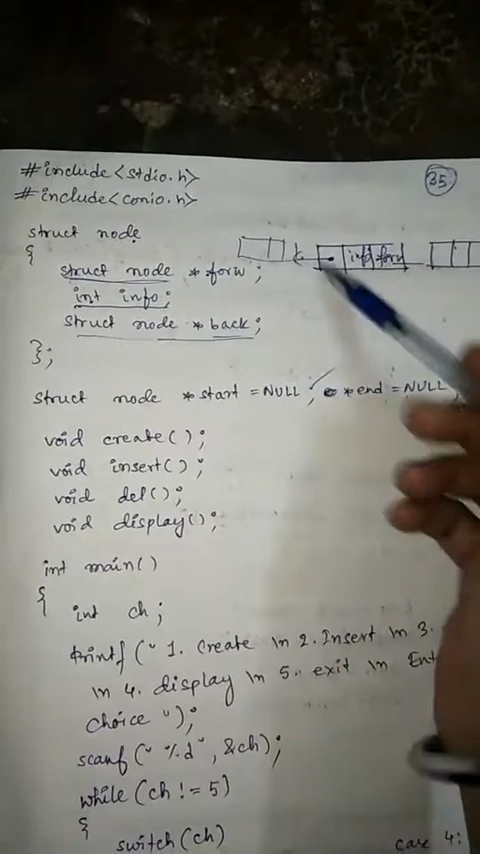 #include<stdio.h>
35
#include<conio.h>
struct node
{
struct node *forw;
info forw
int info;
struct node *back;
};
struct node *start = NULL; *end = NULL;
void create();
void insert();
void del();
void display();
int main()
{
int ch;
printf(" 1. Create \n 2. Insert \n 3.
\n 4. display \n 5. exit \n Ent
choice ");
scanf(" %d", &ch);
while(ch != 5)
{
switch(ch)
case 4: